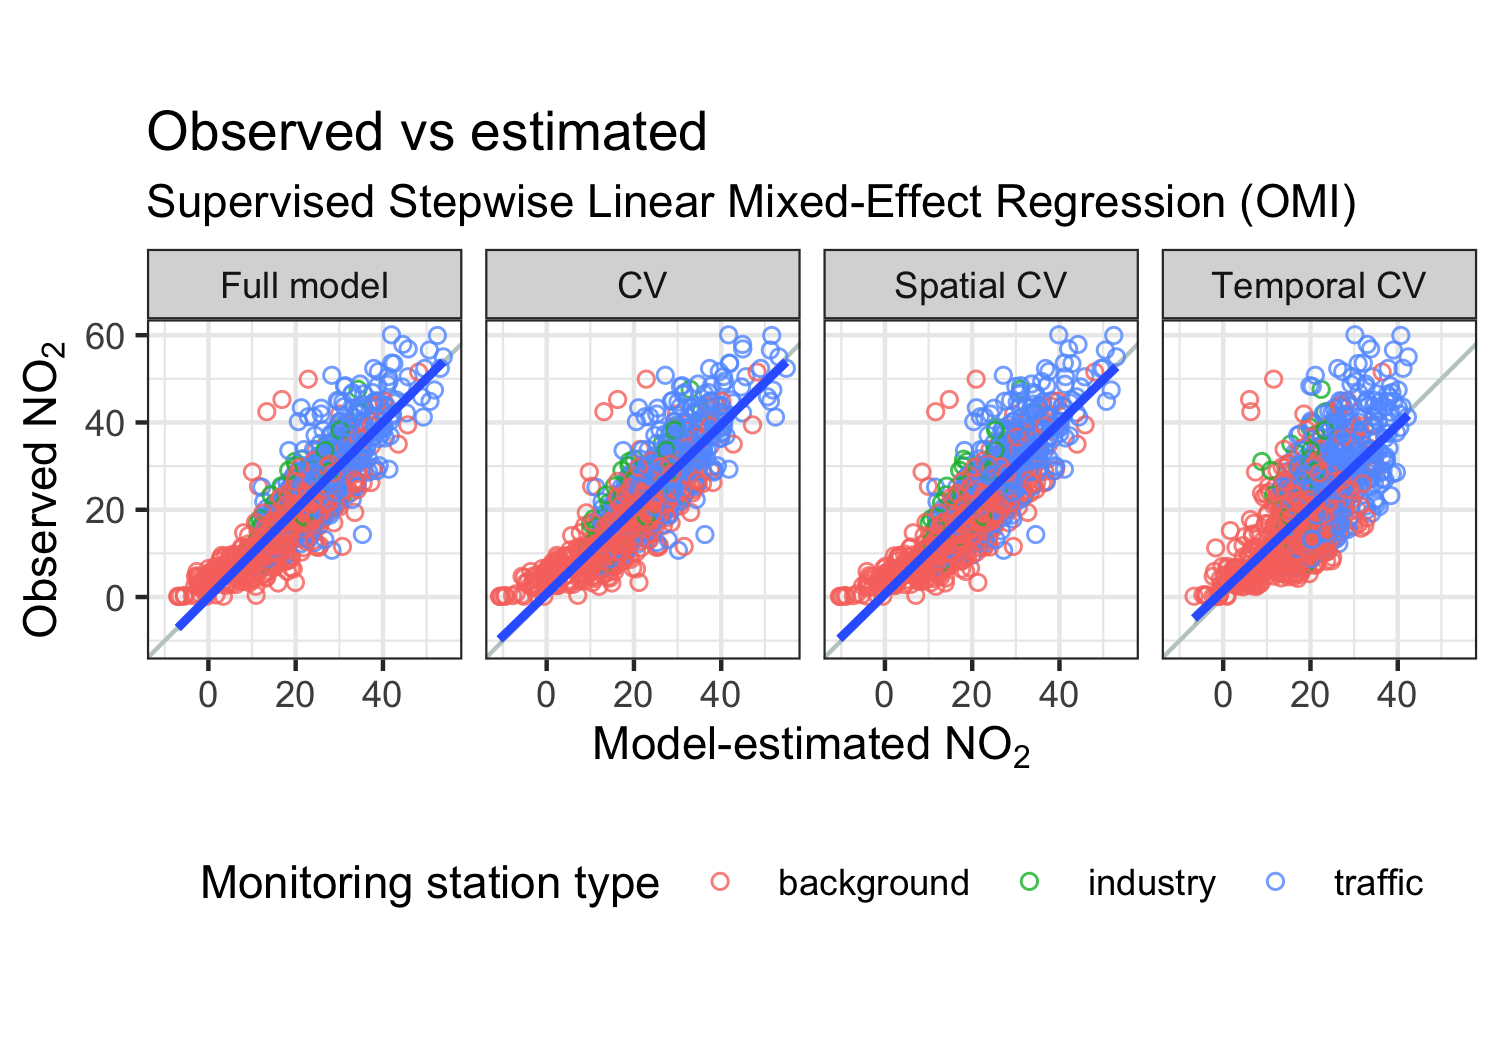 Observed vs estimated
Supervised Stepwise Linear Mixed-Effect Regression (OMI)
Full model CV Spatial CV Temporal CV
Observed NO₂
60
40
20
0
0 20 40 0 20 40 0 20 40 0 20 40
Model-estimated NO₂
Monitoring station type background industry traffic